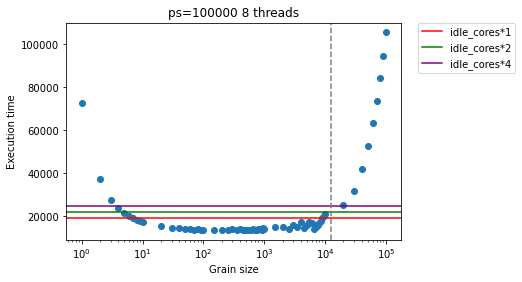 ps=100000 8 threads
idle_cores*1
idle_cores*2
idle_cores*4
Execution time
100000
80000
60000
40000
20000
10^0
10^1
10^2
10^3
10^4
10^5
Grain size